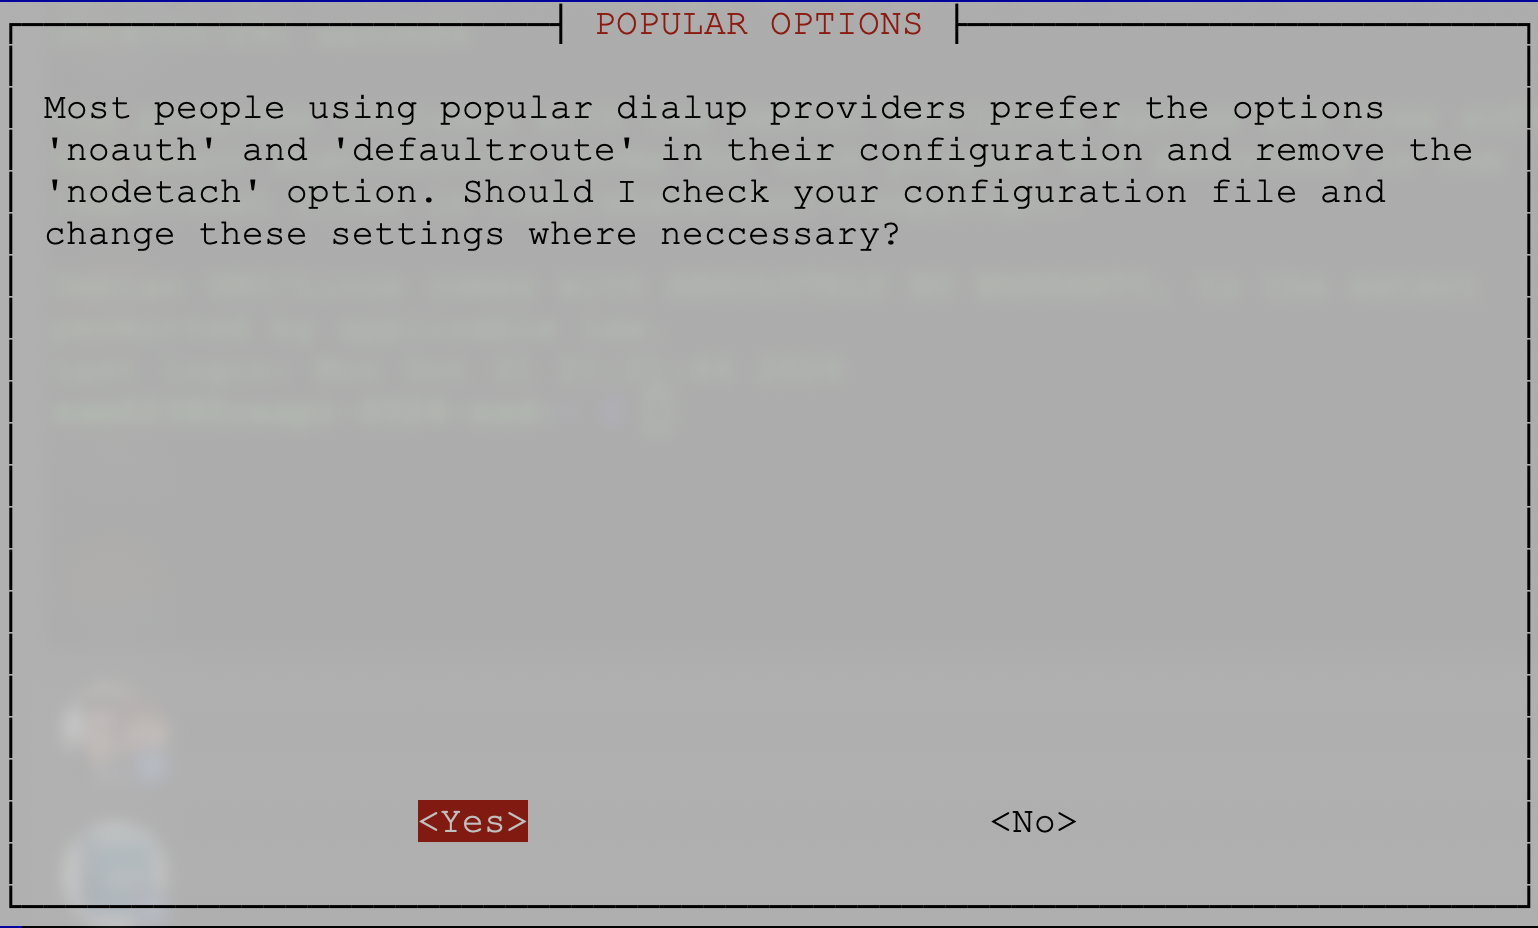 POPULAR OPTIONS
Most people using popular dialup providers prefer the options
'noauth' and 'defaultroute' in their configuration and remove the
'nodetach' option. Should I check your configuration file and
change these settings where neccessary?
<Yes> <No>